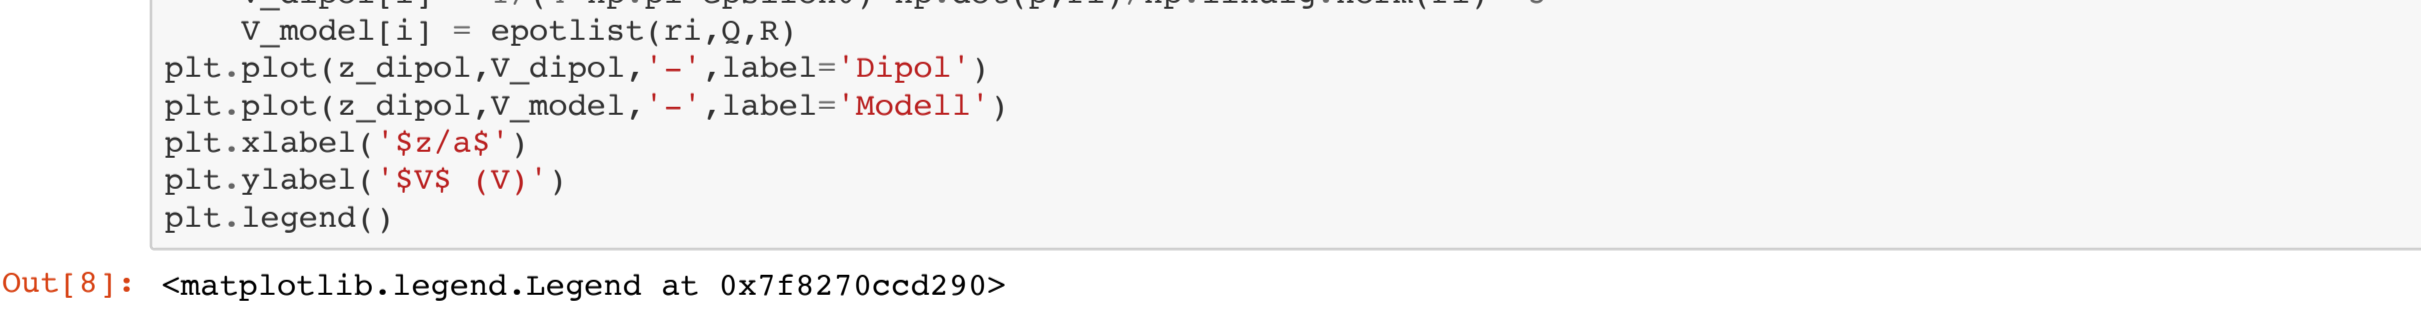 V_model[i] = epotlist(ri,Q,R)
plt.plot(z_dipol,V_dipol,'-',label='Dipol')
plt.plot(z_dipol,V_model,'-',label='Modell')
plt.xlabel('$z/a$')
plt.ylabel('$V$ (V)')
plt.legend()
Out[8]: <matplotlib.legend.Legend at 0x7f8270ccd290>